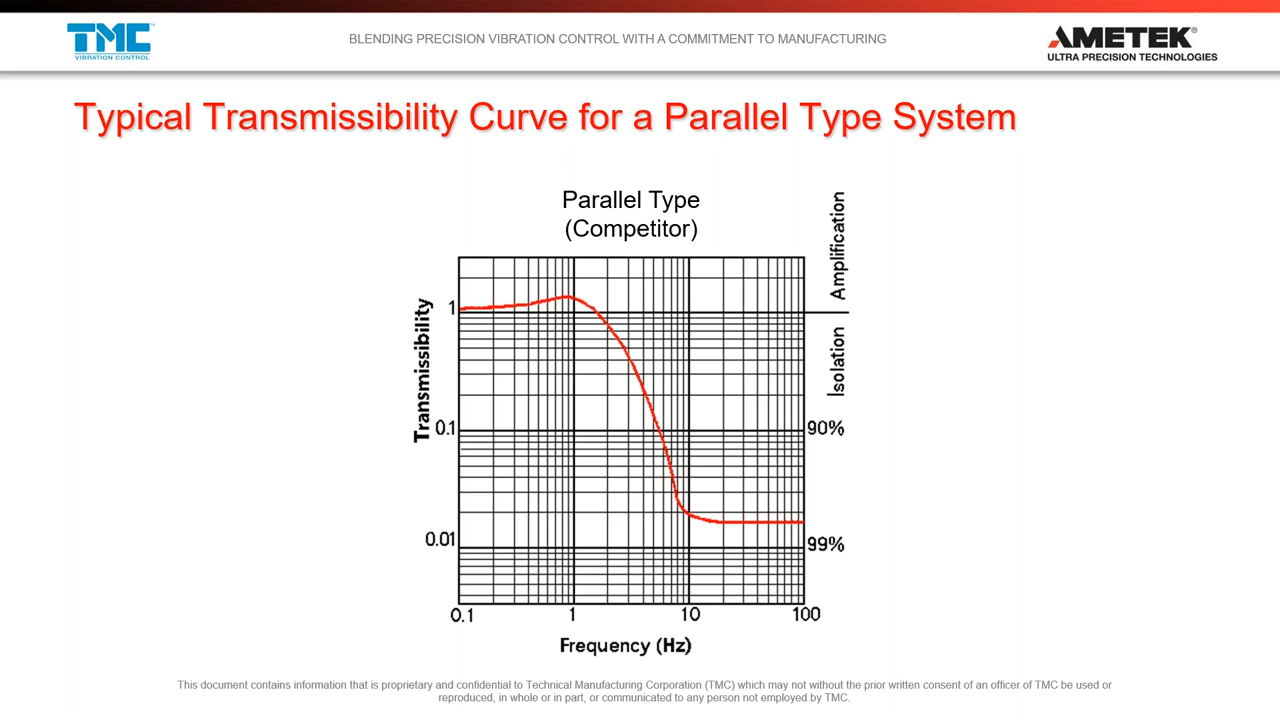 TMC™
VIBRATION CONTROL
BLENDING PRECISION VIBRATION CONTROL WITH A COMMITMENT TO MANUFACTURING
AMETEK®
ULTRA PRECISION TECHNOLOGIES
Typical Transmissibility Curve for a Parallel Type System
Parallel Type
(Competitor)
Amplification
Isolation
Transmissibility
1
0.1
0.01
90%
99%
0.1 1 10 100
Frequency (Hz)
This document contains information that is proprietary and confidential to Technical Manufacturing Corporation (TMC) which may not without the prior written consent of an officer of TMC be used or
reproduced, in whole or in part, or communicated to any person not employed by TMC.